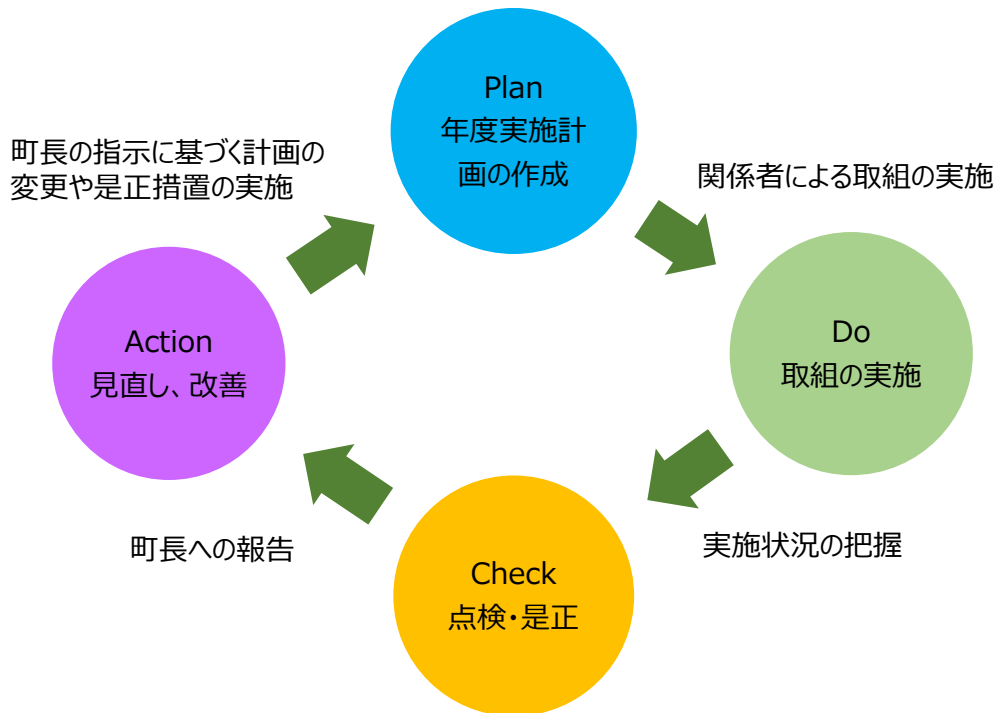 Plan
年度実施計
画の作成
町長の指示に基づく計画の
変更や是正措置の実施
関係者による取組の実施
Action
見直し、改善
Do
取組の実施
町長への報告
実施状況の把握
Check
点検・是正